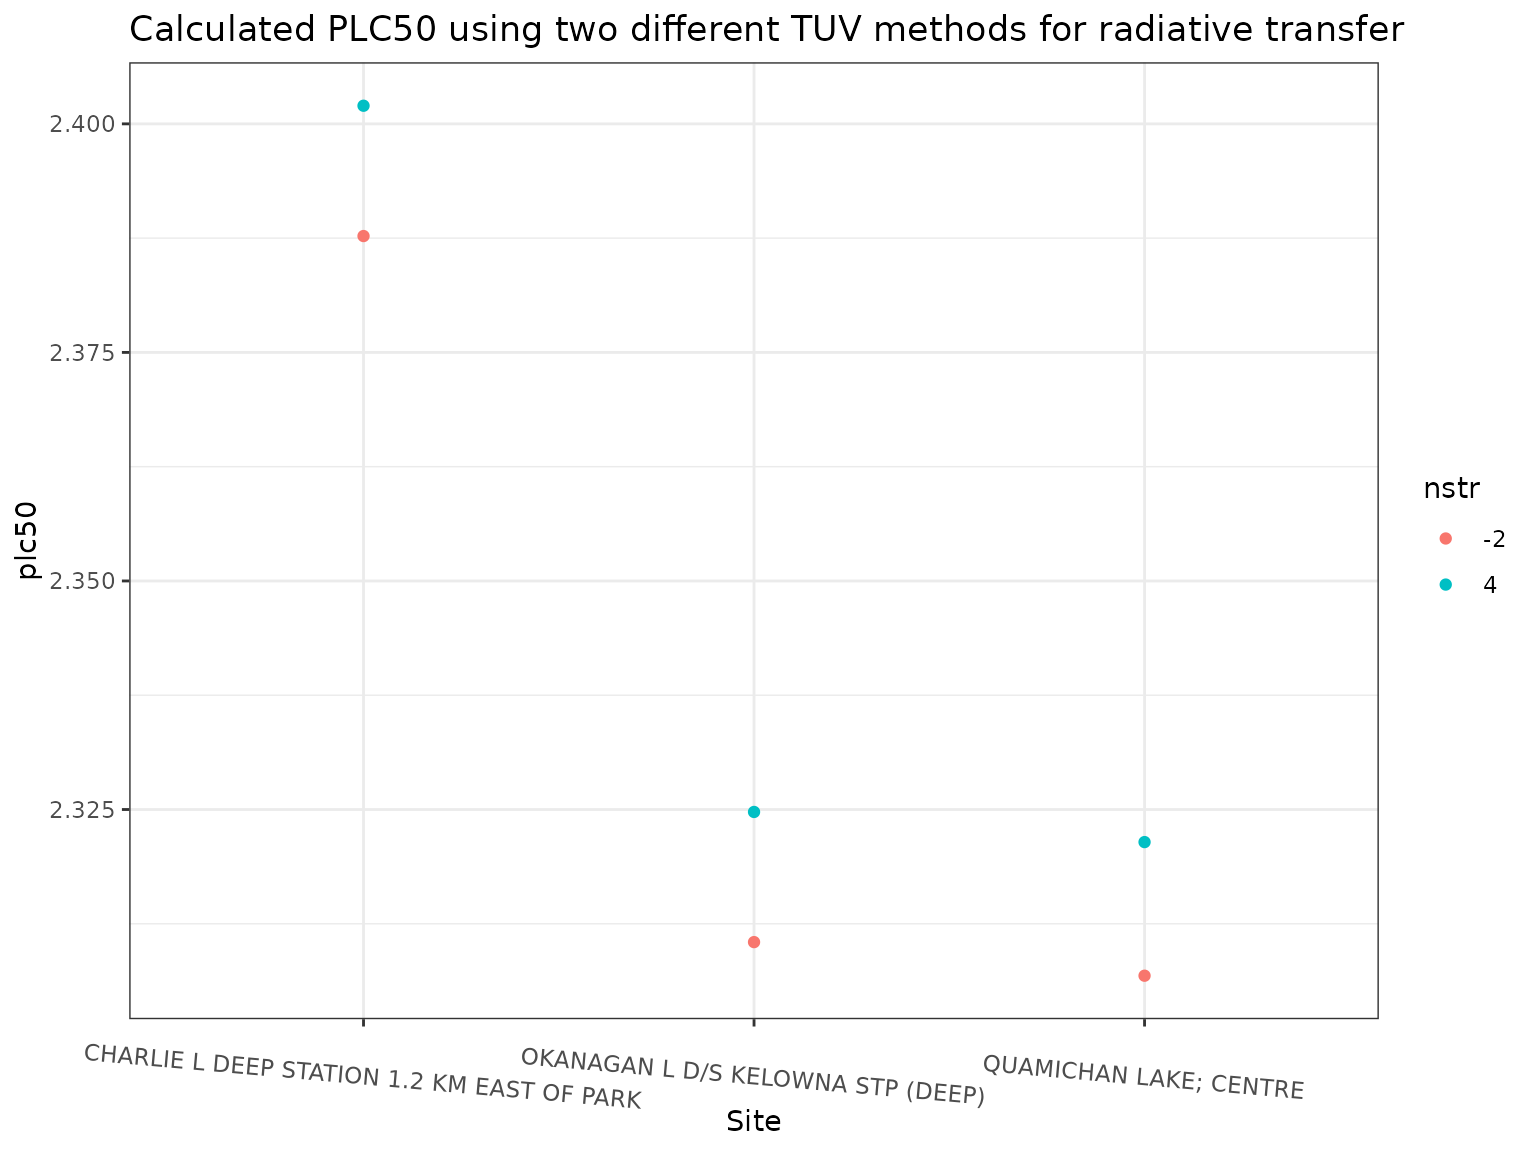 Calculated PLC50 using two different TUV methods for radiative transfer
plc50
2.400
2.375
2.350
2.325
CHARLIE L DEEP STATION 1.2 KM EAST OF PARK
OKANAGAN L D/S KELOWNA STP (DEEP)
QUAMICHAN LAKE; CENTRE
Site
nstr
-2
4